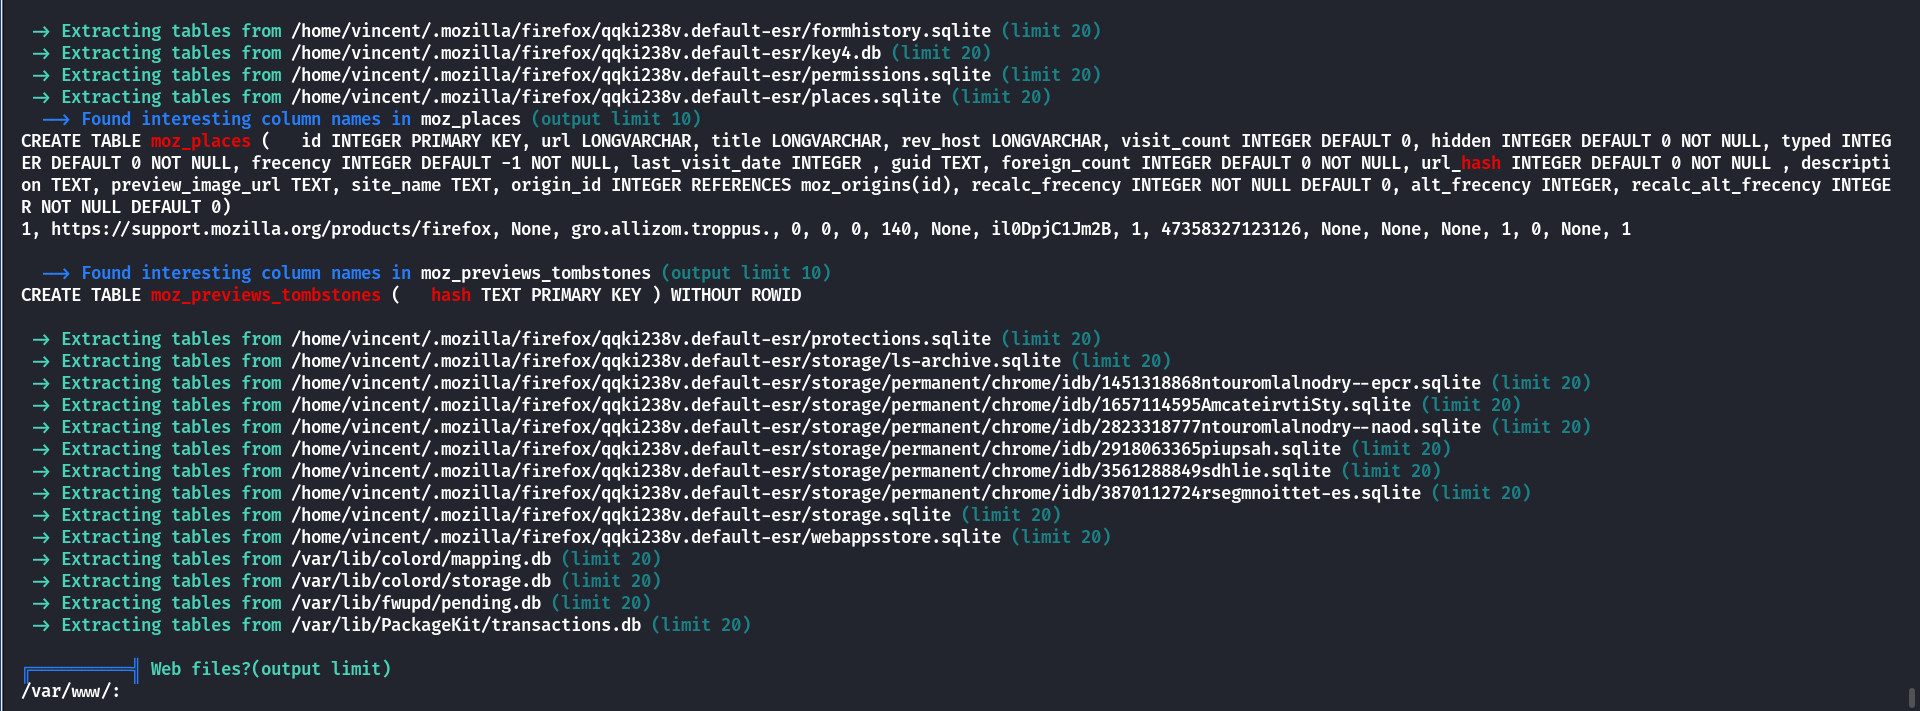 → Extracting tables from /home/vincent/.mozilla/firefox/qqki238v.default-esr/formhistory.sqlite (limit 20)
→ Extracting tables from /home/vincent/.mozilla/firefox/qqki238v.default-esr/key4.db (limit 20)
→ Extracting tables from /home/vincent/.mozilla/firefox/qqki238v.default-esr/permissions.sqlite (limit 20)
→ Extracting tables from /home/vincent/.mozilla/firefox/qqki238v.default-esr/places.sqlite (limit 20)
⟶ Found interesting column names in moz_places (output limit 10)
CREATE TABLE moz_places (   id INTEGER PRIMARY KEY, url LONGVARCHAR, title LONGVARCHAR, rev_host LONGVARCHAR, visit_count INTEGER DEFAULT 0, hidden INTEGER DEFAULT 0 NOT NULL, typed INTEG
ER DEFAULT 0 NOT NULL, frecency INTEGER DEFAULT -1 NOT NULL, last_visit_date INTEGER , guid TEXT, foreign_count INTEGER DEFAULT 0 NOT NULL, url_hash INTEGER DEFAULT 0 NOT NULL , descripti
on TEXT, preview_image_url TEXT, site_name TEXT, origin_id INTEGER REFERENCES moz_origins(id), recalc_frecency INTEGER NOT NULL DEFAULT 0, alt_frecency INTEGER, recalc_alt_frecency INTEGE
R NOT NULL DEFAULT 0)
1, https://support.mozilla.org/products/firefox, None, gro.allizom.troppus., 0, 0, 0, 140, None, il0DpjC1Jm2B, 1, 47358327123126, None, None, None, 1, 0, None, 1
⟶ Found interesting column names in moz_previews_tombstones (output limit 10)
CREATE TABLE moz_previews_tombstones (   hash TEXT PRIMARY KEY ) WITHOUT ROWID
→ Extracting tables from /home/vincent/.mozilla/firefox/qqki238v.default-esr/protections.sqlite (limit 20)
→ Extracting tables from /home/vincent/.mozilla/firefox/qqki238v.default-esr/storage/ls-archive.sqlite (limit 20)
→ Extracting tables from /home/vincent/.mozilla/firefox/qqki238v.default-esr/storage/permanent/chrome/idb/1451318868ntouromlalnodry--epcr.sqlite (limit 20)
→ Extracting tables from /home/vincent/.mozilla/firefox/qqki238v.default-esr/storage/permanent/chrome/idb/1657114595AmcateirvtiSty.sqlite (limit 20)
→ Extracting tables from /home/vincent/.mozilla/firefox/qqki238v.default-esr/storage/permanent/chrome/idb/2823318777ntouromlalnodry--naod.sqlite (limit 20)
→ Extracting tables from /home/vincent/.mozilla/firefox/qqki238v.default-esr/storage/permanent/chrome/idb/2918063365piupsah.sqlite (limit 20)
→ Extracting tables from /home/vincent/.mozilla/firefox/qqki238v.default-esr/storage/permanent/chrome/idb/3561288849sdhlie.sqlite (limit 20)
→ Extracting tables from /home/vincent/.mozilla/firefox/qqki238v.default-esr/storage/permanent/chrome/idb/3870112724rsegmnoittet-es.sqlite (limit 20)
→ Extracting tables from /home/vincent/.mozilla/firefox/qqki238v.default-esr/storage.sqlite (limit 20)
→ Extracting tables from /home/vincent/.mozilla/firefox/qqki238v.default-esr/webappsstore.sqlite (limit 20)
→ Extracting tables from /var/lib/colord/mapping.db (limit 20)
→ Extracting tables from /var/lib/colord/storage.db (limit 20)
→ Extracting tables from /var/lib/fwupd/pending.db (limit 20)
→ Extracting tables from /var/lib/PackageKit/transactions.db (limit 20)
╔══════════╣ Web files?(output limit)
/var/www/: